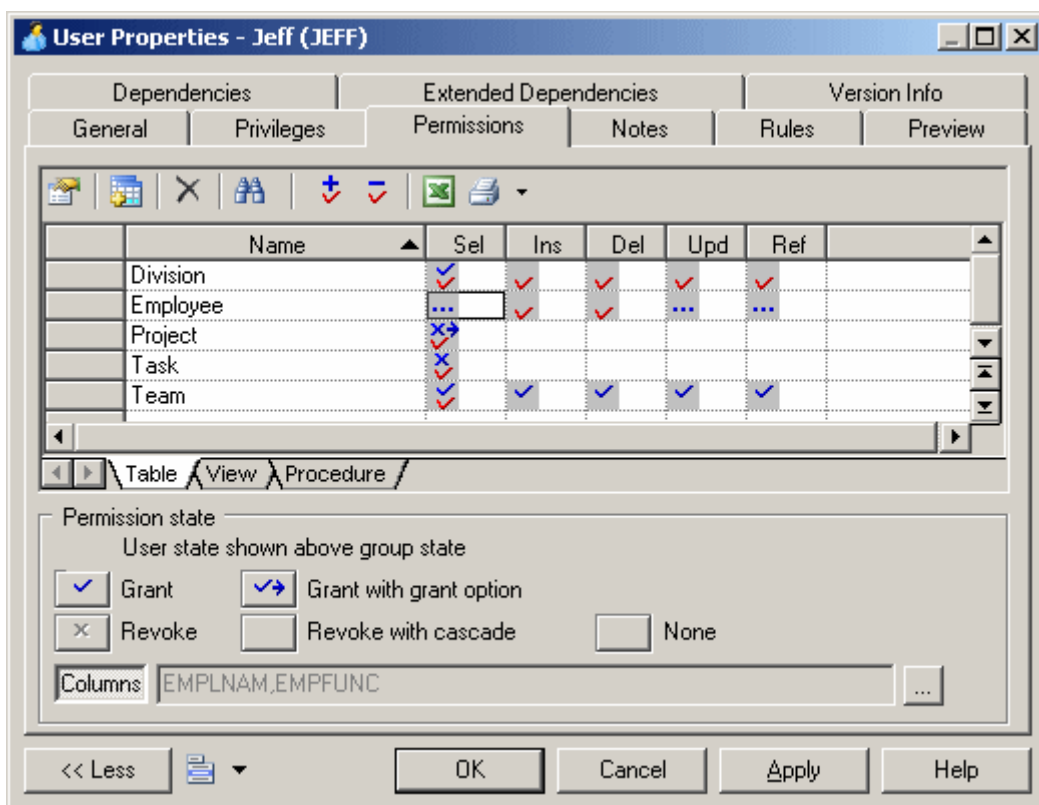 User Properties - Jeff (JEFF)
Dependencies Extended Dependencies Version Info
General Privileges Permissions Notes Rules Preview
Name Sel Ins Del Upd Ref
Division
Employee ... ... ...
Project
Task
Team
Table View Procedure
Permission state
User state shown above group state
Grant Grant with grant option
Revoke Revoke with cascade None
Columns EMPLNAM,EMPFUNC ...
<< Less OK Cancel Apply Help